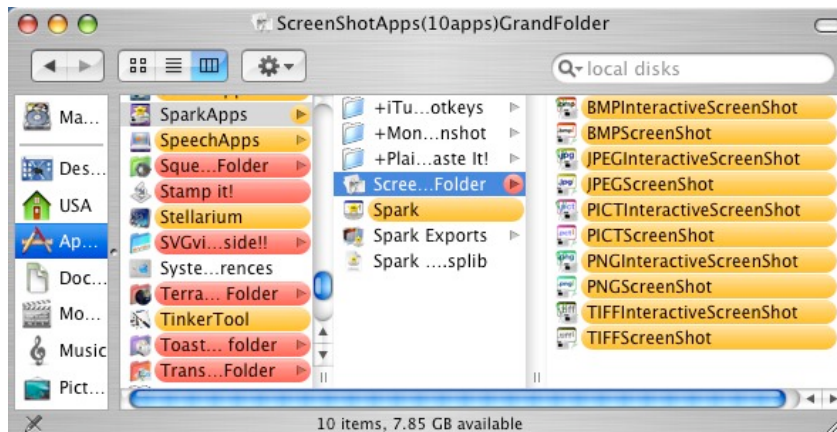 ScreenShotApps(10apps)GrandFolder
local disks
Ma...
Des...
USA
Ap...
Doc...
Mo...
Music
Pict...
SparkApps
SpeechApps
Sque...Folder
Stamp it!
Stellarium
SVGvi...side!!
Syste...rences
Terra... Folder
TinkerTool
Toast... folder
Trans...Folder
+iTu...otkeys
+Mon...nshot
+Plai...aste It!
Scree...Folder
Spark
Spark Exports
Spark ....splib
BMPInteractiveScreenShot
BMPScreenShot
JPEGInteractiveScreenShot
JPEGScreenShot
PICTInteractiveScreenShot
PICTScreenShot
PNGInteractiveScreenShot
PNGScreenShot
TIFFInteractiveScreenShot
TIFFScreenShot
10 items, 7.85 GB available